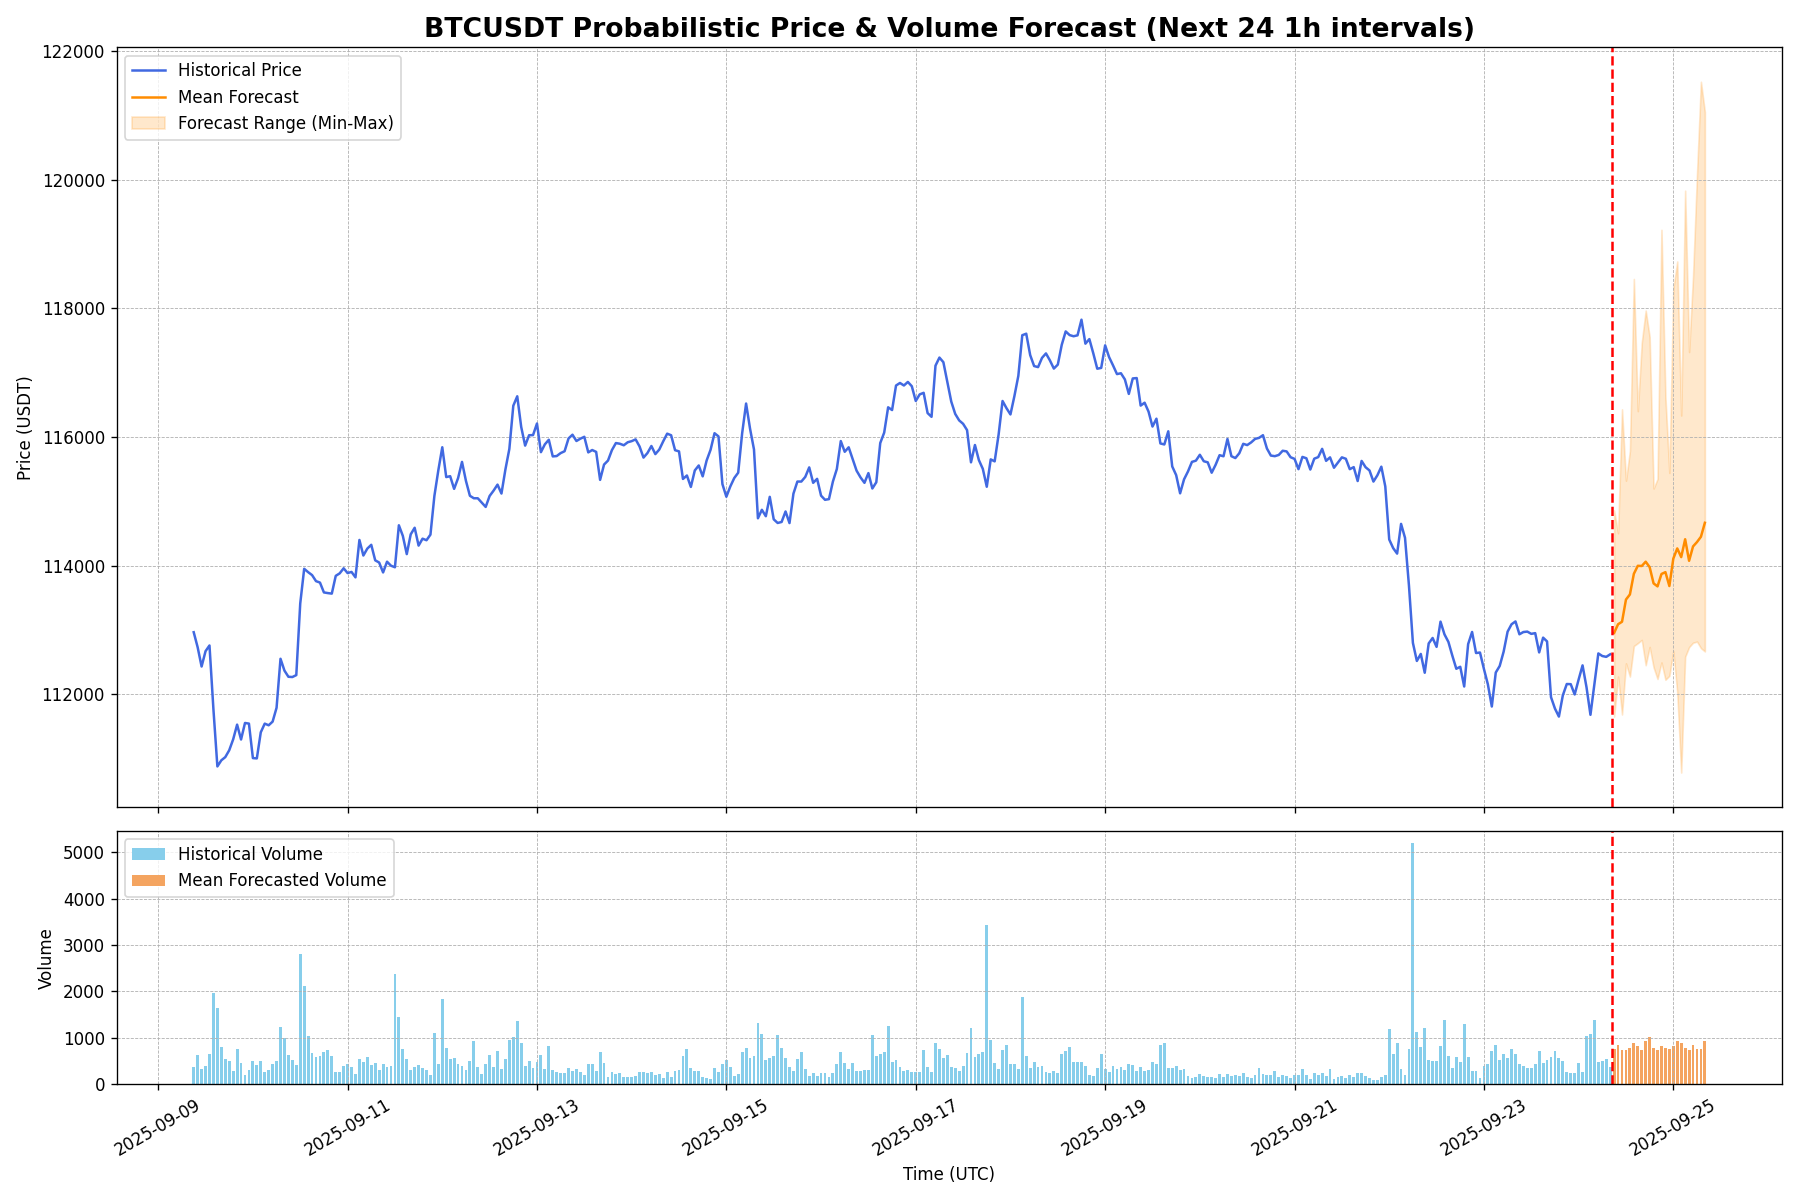 BTCUSDT Probabilistic Price & Volume Forecast (Next 24 1h intervals)
Historical Price
Mean Forecast
Forecast Range (Min-Max)
122000
120000
118000
116000
114000
112000
Price (USDT)
Historical Volume
Mean Forecasted Volume
5000
4000
3000
2000
1000
0
Volume
2025-09-09
2025-09-11
2025-09-13
2025-09-15
2025-09-17
2025-09-19
2025-09-21
2025-09-23
2025-09-25
Time (UTC)